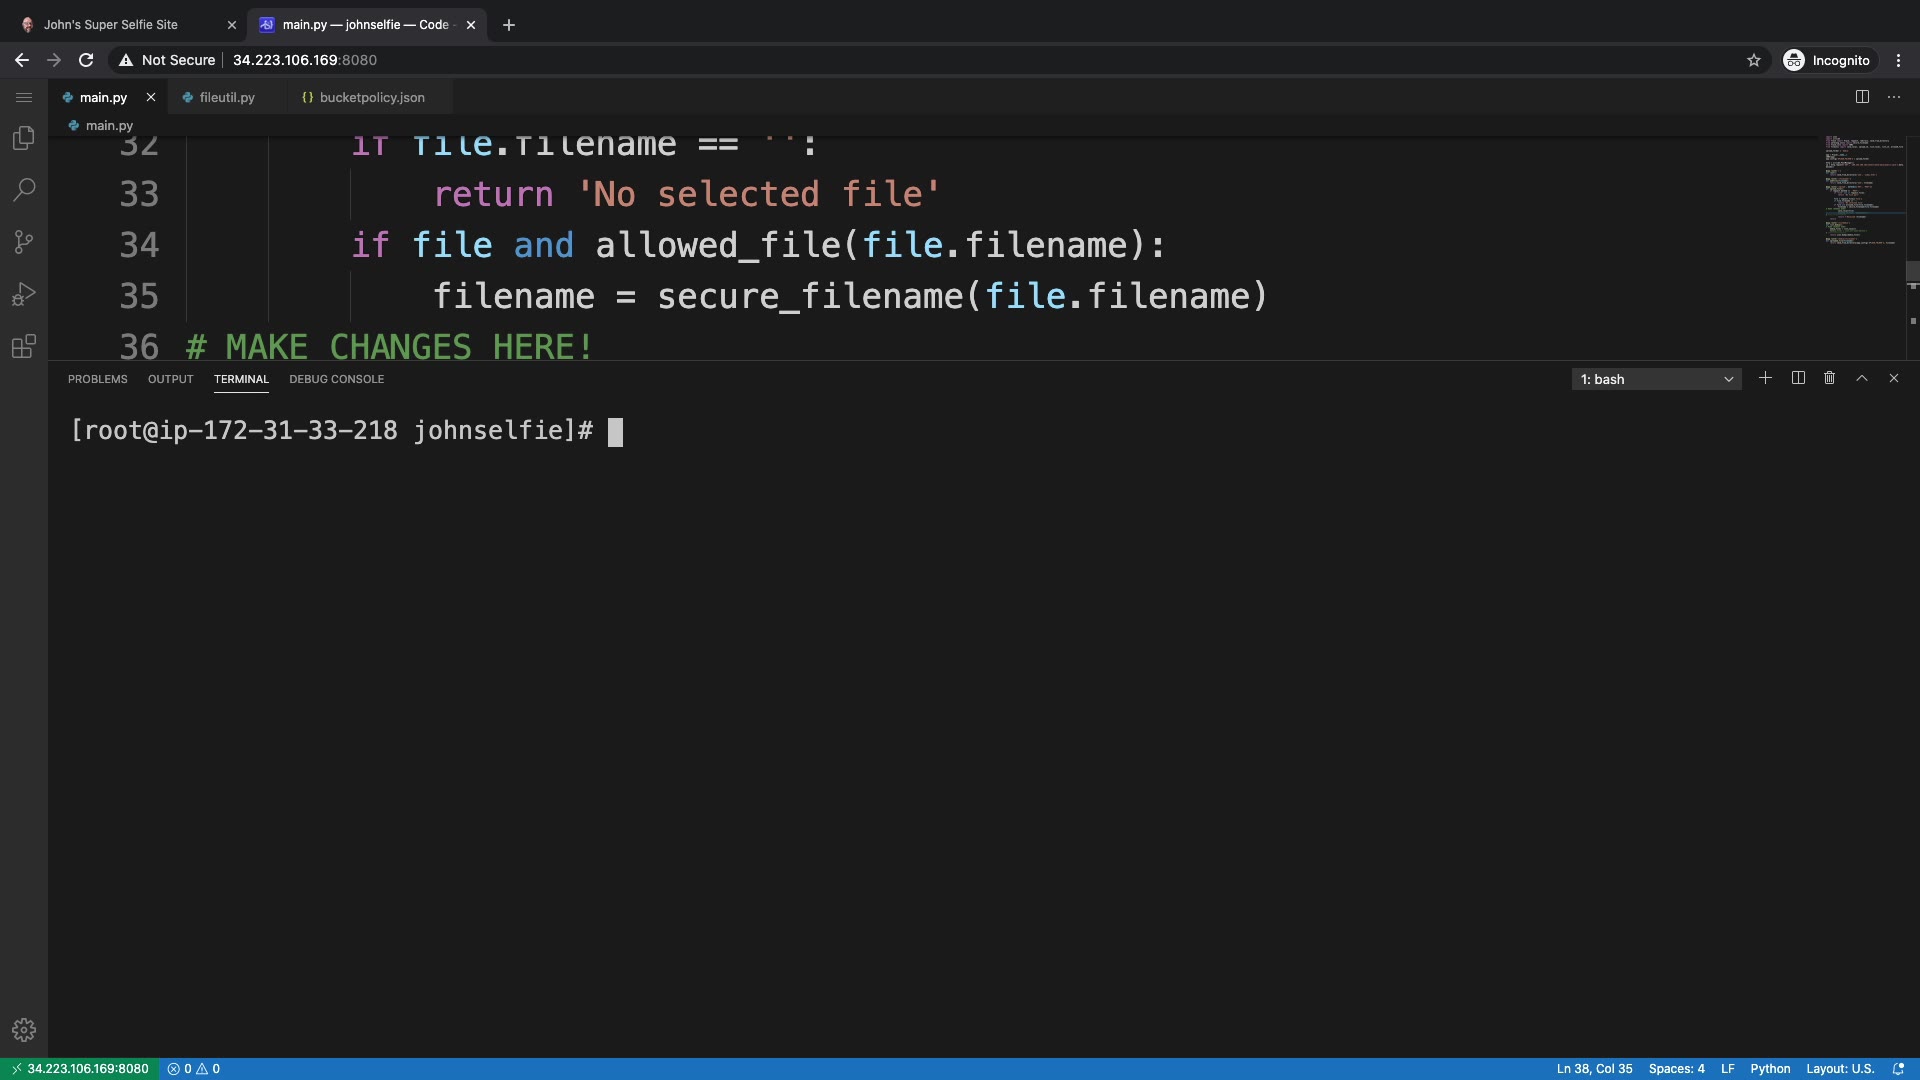 John's Super Selfie Site
main.py — johnselfie — Code -
Not Secure
34.223.106.169:8080
Incognito
main.py
fileutil.py
{} bucketpolicy.json
main.py
32 if file.filename == '':
33 return 'No selected file'
34 if file and allowed_file(file.filename):
35 filename = secure_filename(file.filename)
36 # MAKE CHANGES HERE!
PROBLEMS OUTPUT TERMINAL DEBUG CONSOLE
1: bash
[root@ip-172-31-33-218 johnselfie]#
34.223.106.169:8080 0 0
Ln 38, Col 35 Spaces: 4 LF Python Layout: U.S.